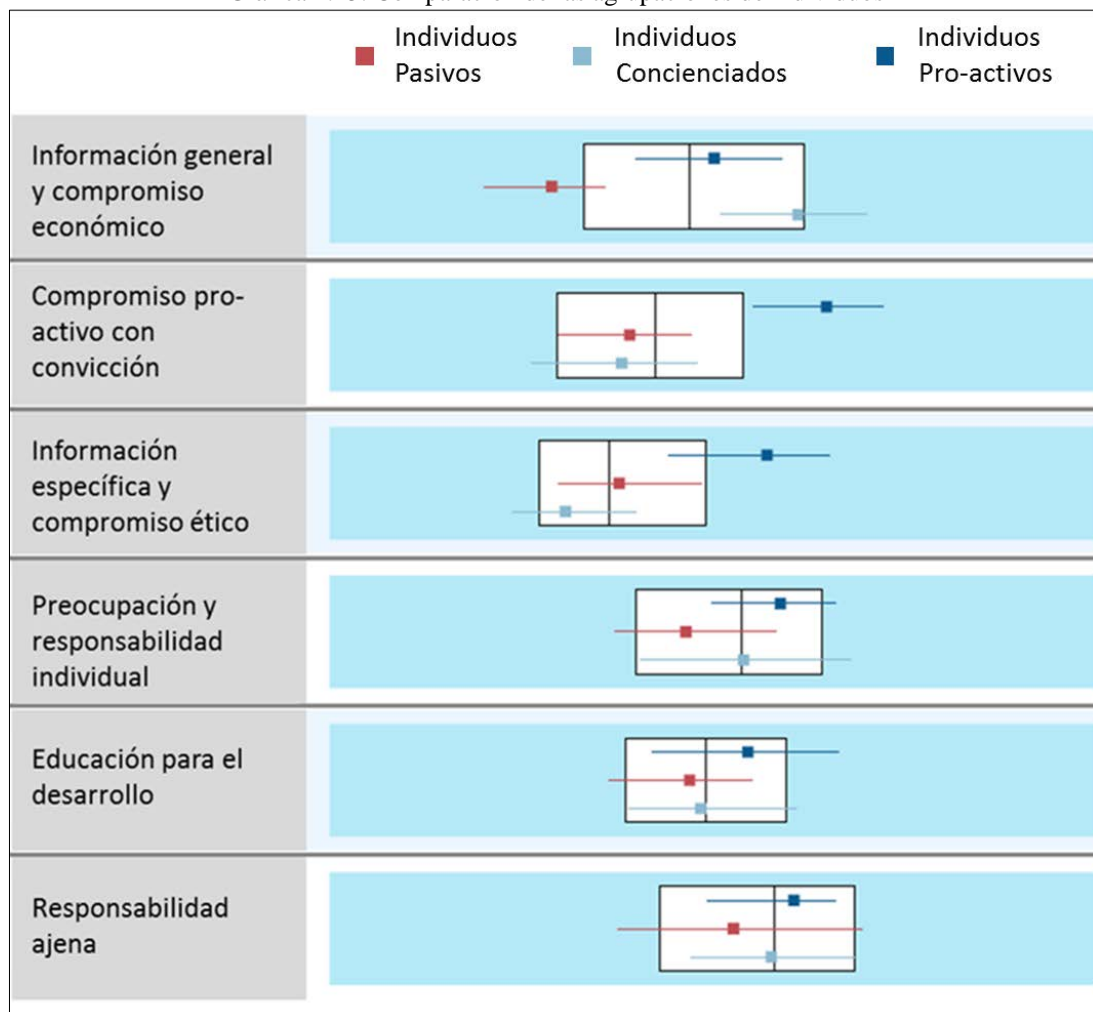 Individuos
Pasivos
Individuos
Concienciados
Individuos
Pro-activos
Información general
y compromiso
económico
Compromiso pro-
activo con
convicción
Información
específica y
compromiso ético
Preocupación y
responsabilidad
individual
Educación para el
desarrollo
Responsabilidad
ajena